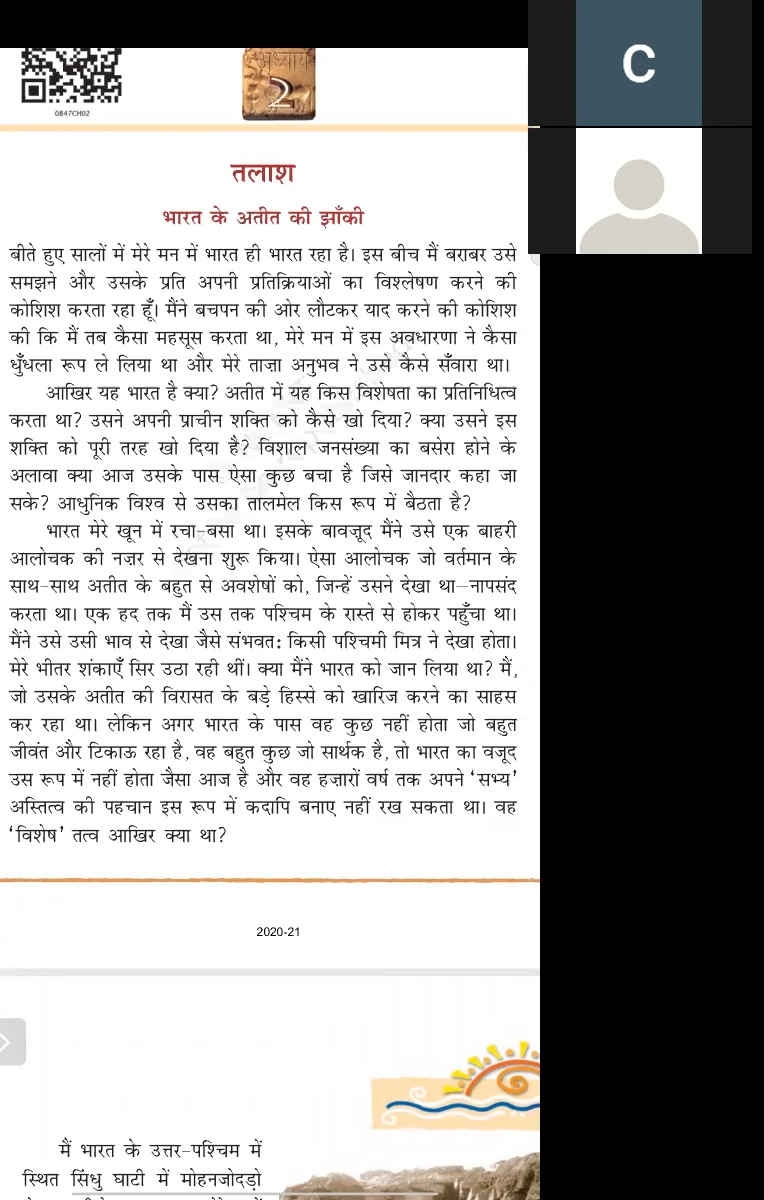 अध्याय
2
0847CH02
C
तलाश
भारत के अतीत की झाँकी
बीते हुए सालों में मेरे मन में भारत ही भारत रहा है। इस बीच मैं बराबर उसे
समझने और उसके प्रति अपनी प्रतिक्रियाओं का विश्लेषण करने की
कोशिश करता रहा हूँ। मैंने बचपन की ओर लौटकर याद करने की कोशिश
की कि मैं तब कैसा महसूस करता था, मेरे मन में इस अवधारणा ने कैसा
धुँधला रूप ले लिया था और मेरे ताज़ा अनुभव ने उसे कैसे सँवारा था।
आखिर यह भारत है क्या? अतीत में यह किस विशेषता का प्रतिनिधित्व
करता था? उसने अपनी प्राचीन शक्ति को कैसे खो दिया? क्या उसने इस
शक्ति को पूरी तरह खो दिया है? विशाल जनसंख्या का बसेरा होने के
अलावा क्या आज उसके पास ऐसा कुछ बचा है जिसे जानदार कहा जा
सके? आधुनिक विश्व से उसका तालमेल किस रूप में बैठता है?
भारत मेरे खून में रचा-बसा था। इसके बावजूद मैंने उसे एक बाहरी
आलोचक की नज़र से देखना शुरू किया। ऐसा आलोचक जो वर्तमान के
साथ-साथ अतीत के बहुत से अवशेषों को, जिन्हें उसने देखा था—नापसंद
करता था। एक हद तक मैं उस तक पश्चिम के रास्ते से होकर पहुँचा था।
मैंने उसे उसी भाव से देखा जैसे संभवतः किसी पश्चिमी मित्र ने देखा होता।
मेरे भीतर शंकाएँ सिर उठा रही थीं। क्या मैंने भारत को जान लिया था? मैं,
जो उसके अतीत की विरासत के बड़े हिस्से को खारिज करने का साहस
कर रहा था। लेकिन अगर भारत के पास वह कुछ नहीं होता जो बहुत
जीवंत और टिकाऊ रहा है, वह बहुत कुछ जो सार्थक है, तो भारत का वजूद
उस रूप में नहीं होता जैसा आज है और वह हज़ारों वर्ष तक अपने ‘सभ्य’
अस्तित्व की पहचान इस रूप में कदापि बनाए नहीं रख सकता था। वह
‘विशेष’ तत्व आखिर क्या था?
2020-21
मैं भारत के उत्तर-पश्चिम में
स्थित सिंधु घाटी में मोहनजोदड़ो